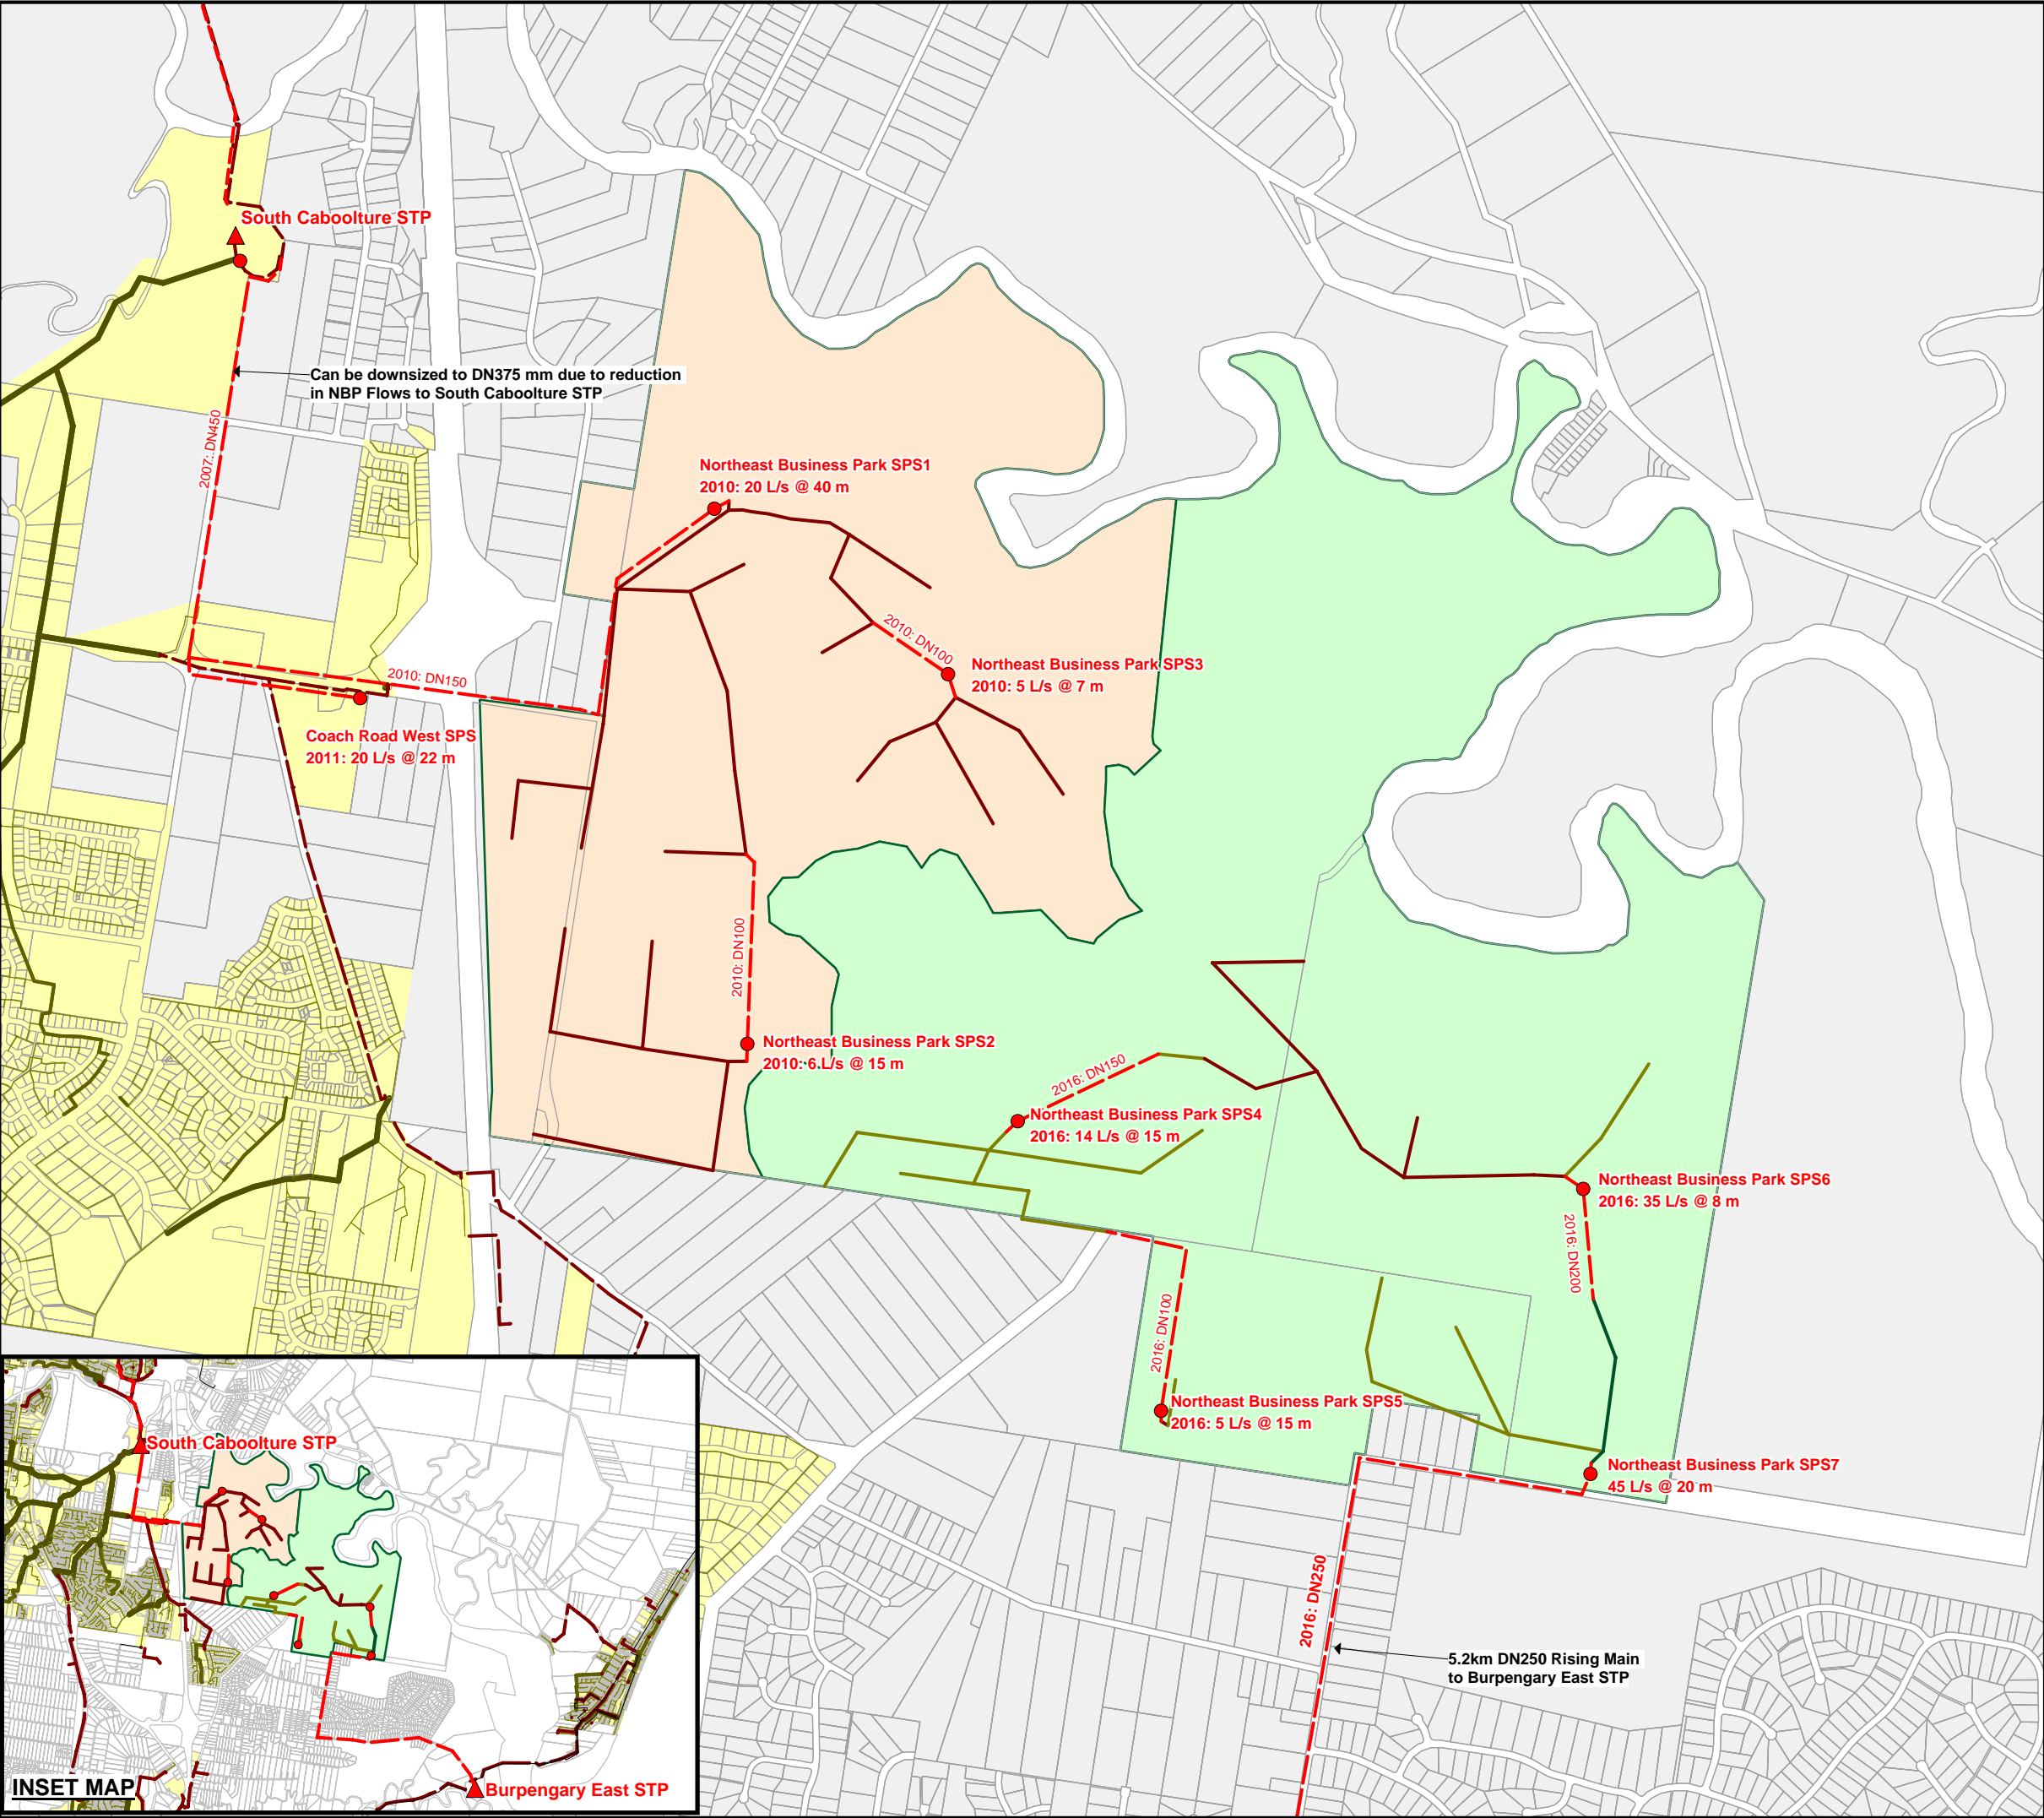 South Caboolture STP
Can be downsized to DN375 mm due to reduction
in NBP Flows to South Caboolture STP
2007: DN450
Northeast Business Park SPS1
2010: 20 L/s @ 40 m
2010: DN100
Northeast Business Park SPS3
2010: 5 L/s @ 7 m
2010: DN150
Coach Road West SPS
2011: 20 L/s @ 22 m
2010: DN100
Northeast Business Park SPS2
2010: 6 L/s @ 15 m
2016: DN150
Northeast Business Park SPS4
2016: 14 L/s @ 15 m
Northeast Business Park SPS6
2016: 35 L/s @ 8 m
2016: DN200
2016: DN100
Northeast Business Park SPS5
2016: 5 L/s @ 15 m
Northeast Business Park SPS7
45 L/s @ 20 m
2016: DN250
5.2km DN250 Rising Main
to Burpengary East STP
South Caboolture STP
Burpengary East STP
INSET MAP